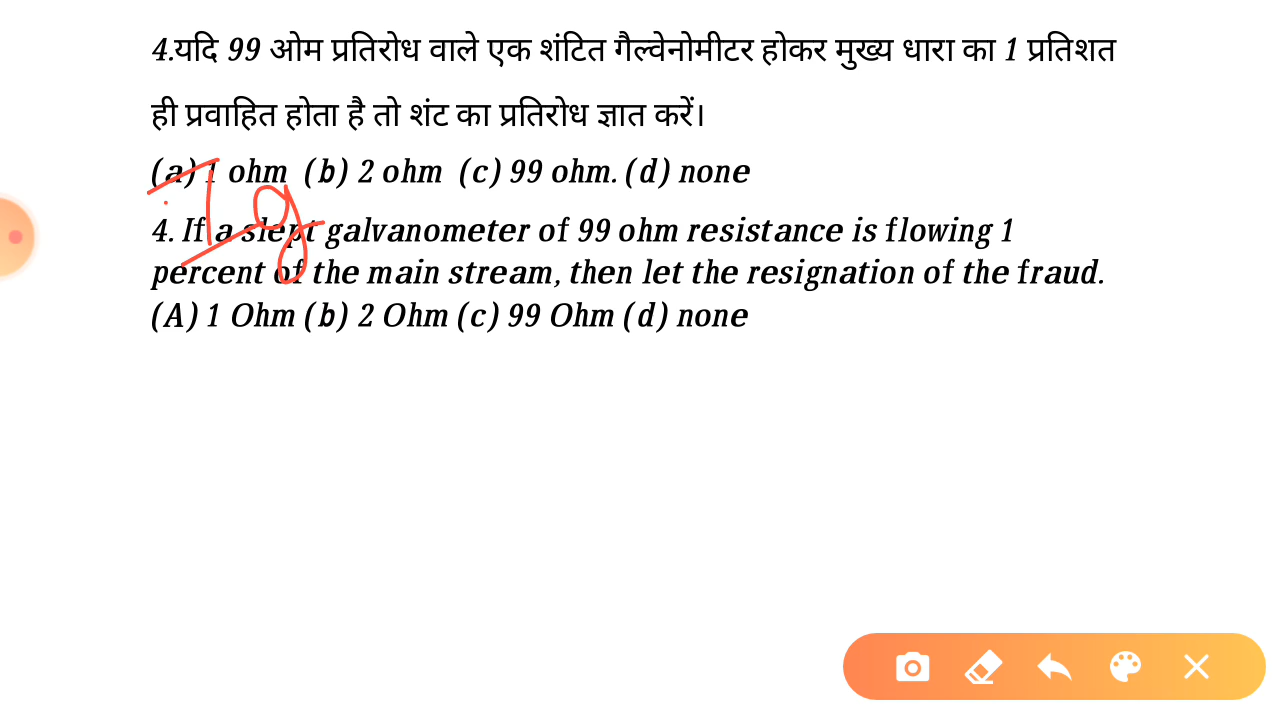 4.यदि 99 ओम प्रतिरोध वाले एक शंटित गैल्वेनोमीटर होकर मुख्य धारा का 1 प्रतिशत
ही प्रवाहित होता है तो शंट का प्रतिरोध ज्ञात करें।
(a) 1 ohm (b) 2 ohm (c) 99 ohm. (d) none
Ig
4. If a slept galvanometer of 99 ohm resistance is flowing 1
percent of the main stream, then let the resignation of the fraud.
(A) 1 Ohm (b) 2 Ohm (c) 99 Ohm (d) none